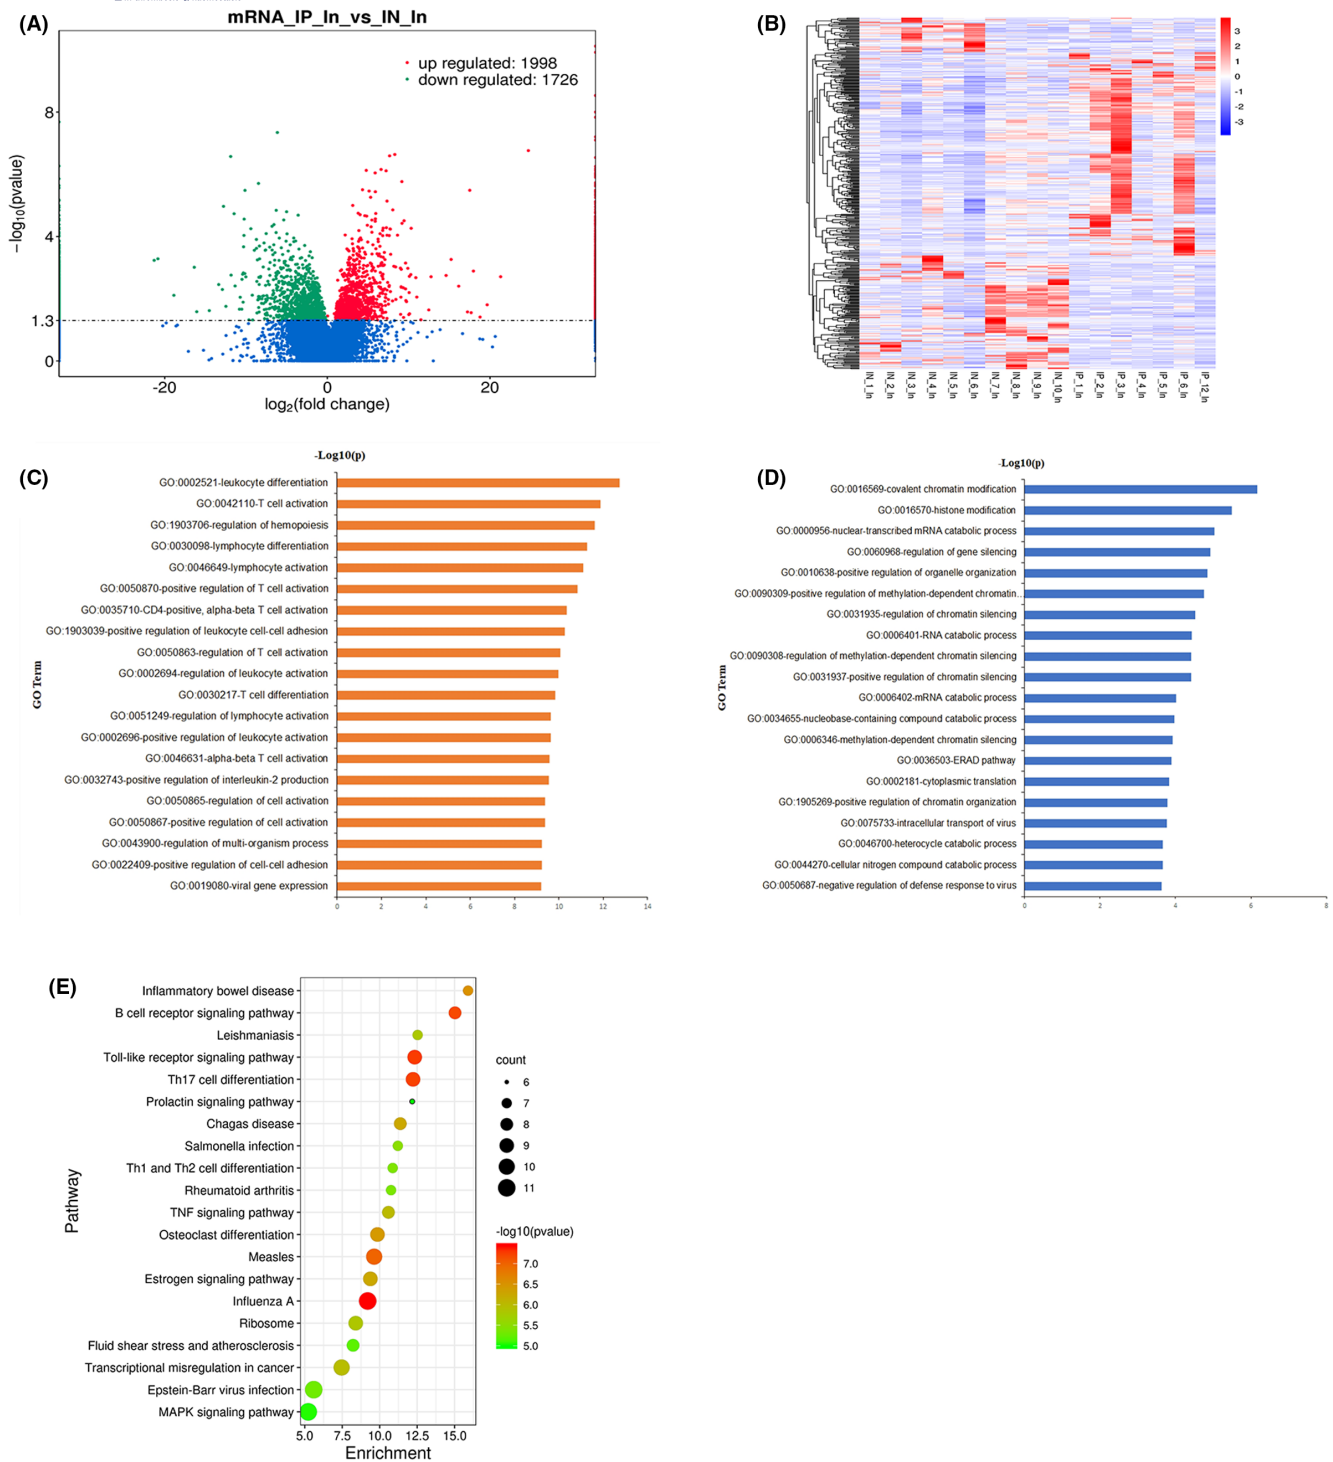 (A)
mRNA_IP_In_vs_IN_In
up regulated: 1998
down regulated: 1726
−log10(pvalue)
8
4
1.3
0
-20
0
20
log2(fold change)
(B)
3
2
1
0
-1
-2
-3
IN_1_In
IN_2_In
IN_3_In
IN_4_In
IN_5_In
IN_6_In
IN_7_In
IN_8_In
IN_9_In
IN_10_In
IP_1_In
IP_2_In
IP_3_In
IP_4_In
IP_5_In
IP_6_In
IP_12_In
(C)
-Log10(p)
GO Term
GO:0002521-leukocyte differentiation
GO:0042110-T cell activation
GO:1903706-regulation of hemopoiesis
GO:0030098-lymphocyte differentiation
GO:0046649-lymphocyte activation
GO:0050870-positive regulation of T cell activation
GO:0035710-CD4-positive, alpha-beta T cell activation
GO:1903039-positive regulation of leukocyte cell-cell adhesion
GO:0050863-regulation of T cell activation
GO:0002694-regulation of leukocyte activation
GO:0030217-T cell differentiation
GO:0051249-regulation of lymphocyte activation
GO:0002696-positive regulation of leukocyte activation
GO:0046631-alpha-beta T cell activation
GO:0032743-positive regulation of interleukin-2 production
GO:0050865-regulation of cell activation
GO:0050867-positive regulation of cell activation
GO:0043900-regulation of multi-organism process
GO:0022409-positive regulation of cell-cell adhesion
GO:0019080-viral gene expression
0 2 4 6 8 10 12 14
(D)
-Log10(p)
GO Term
GO:0016569-covalent chromatin modification
GO:0016570-histone modification
GO:0000956-nuclear-transcribed mRNA catabolic process
GO:0060968-regulation of gene silencing
GO:0010638-positive regulation of organelle organization
GO:0090309-positive regulation of methylation-dependent chromatin...
GO:0031935-regulation of chromatin silencing
GO:0006401-RNA catabolic process
GO:0090308-regulation of methylation-dependent chromatin silencing
GO:0031937-positive regulation of chromatin silencing
GO:0006402-mRNA catabolic process
GO:0034655-nucleobase-containing compound catabolic process
GO:0006346-methylation-dependent chromatin silencing
GO:0036503-ERAD pathway
GO:0002181-cytoplasmic translation
GO:1905269-positive regulation of chromatin organization
GO:0075733-intracellular transport of virus
GO:0046700-heterocycle catabolic process
GO:0044270-cellular nitrogen compound catabolic process
GO:0050687-negative regulation of defense response to virus
0 2 4 6 8
(E)
Pathway
Inflammatory bowel disease
B cell receptor signaling pathway
Leishmaniasis
Toll-like receptor signaling pathway
Th17 cell differentiation
Prolactin signaling pathway
Chagas disease
Salmonella infection
Th1 and Th2 cell differentiation
Rheumatoid arthritis
TNF signaling pathway
Osteoclast differentiation
Measles
Estrogen signaling pathway
Influenza A
Ribosome
Fluid shear stress and atherosclerosis
Transcriptional misregulation in cancer
Epstein-Barr virus infection
MAPK signaling pathway
5.0 7.5 10.0 12.5 15.0
Enrichment
count
6
7
8
9
10
11
-log10(pvalue)
7.0
6.5
6.0
5.5
5.0